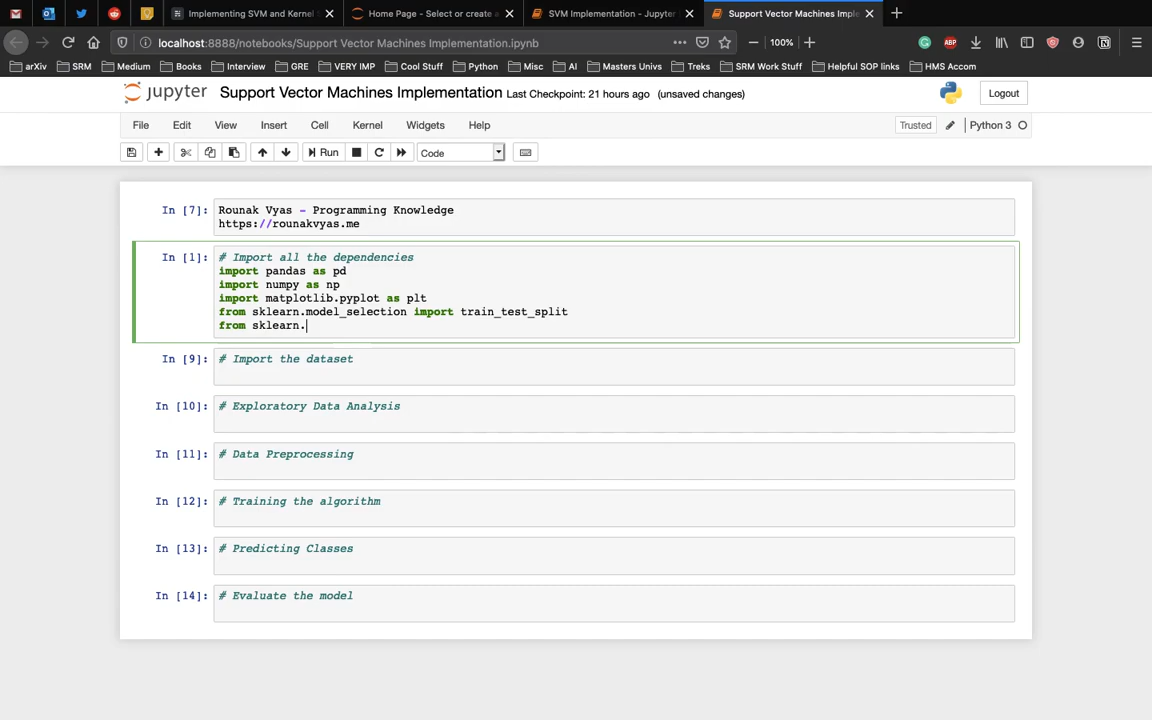 Implementing SVM and Kernel
Home Page - Select or create a
SVM Implementation - Jupyter
Support Vector Machines Imple
localhost:8888/notebooks/Support Vector Machines Implementation.ipynb
100%
arXiv SRM Medium Books Interview GRE VERY IMP Cool Stuff Python Misc AI Masters Univs Treks SRM Work Stuff Helpful SOP links HMS Accom
jupyter Support Vector Machines Implementation Last Checkpoint: 21 hours ago (unsaved changes) Logout
File Edit View Insert Cell Kernel Widgets Help Trusted Python 3
Run Code
In [7]: Rounak Vyas - Programming Knowledge
https://rounakvyas.me
In [1]: # Import all the dependencies
import pandas as pd
import numpy as np
import matplotlib.pyplot as plt
from sklearn.model_selection import train_test_split
from sklearn.
In [9]: # Import the dataset
In [10]: # Exploratory Data Analysis
In [11]: # Data Preprocessing
In [12]: # Training the algorithm
In [13]: # Predicting Classes
In [14]: # Evaluate the model